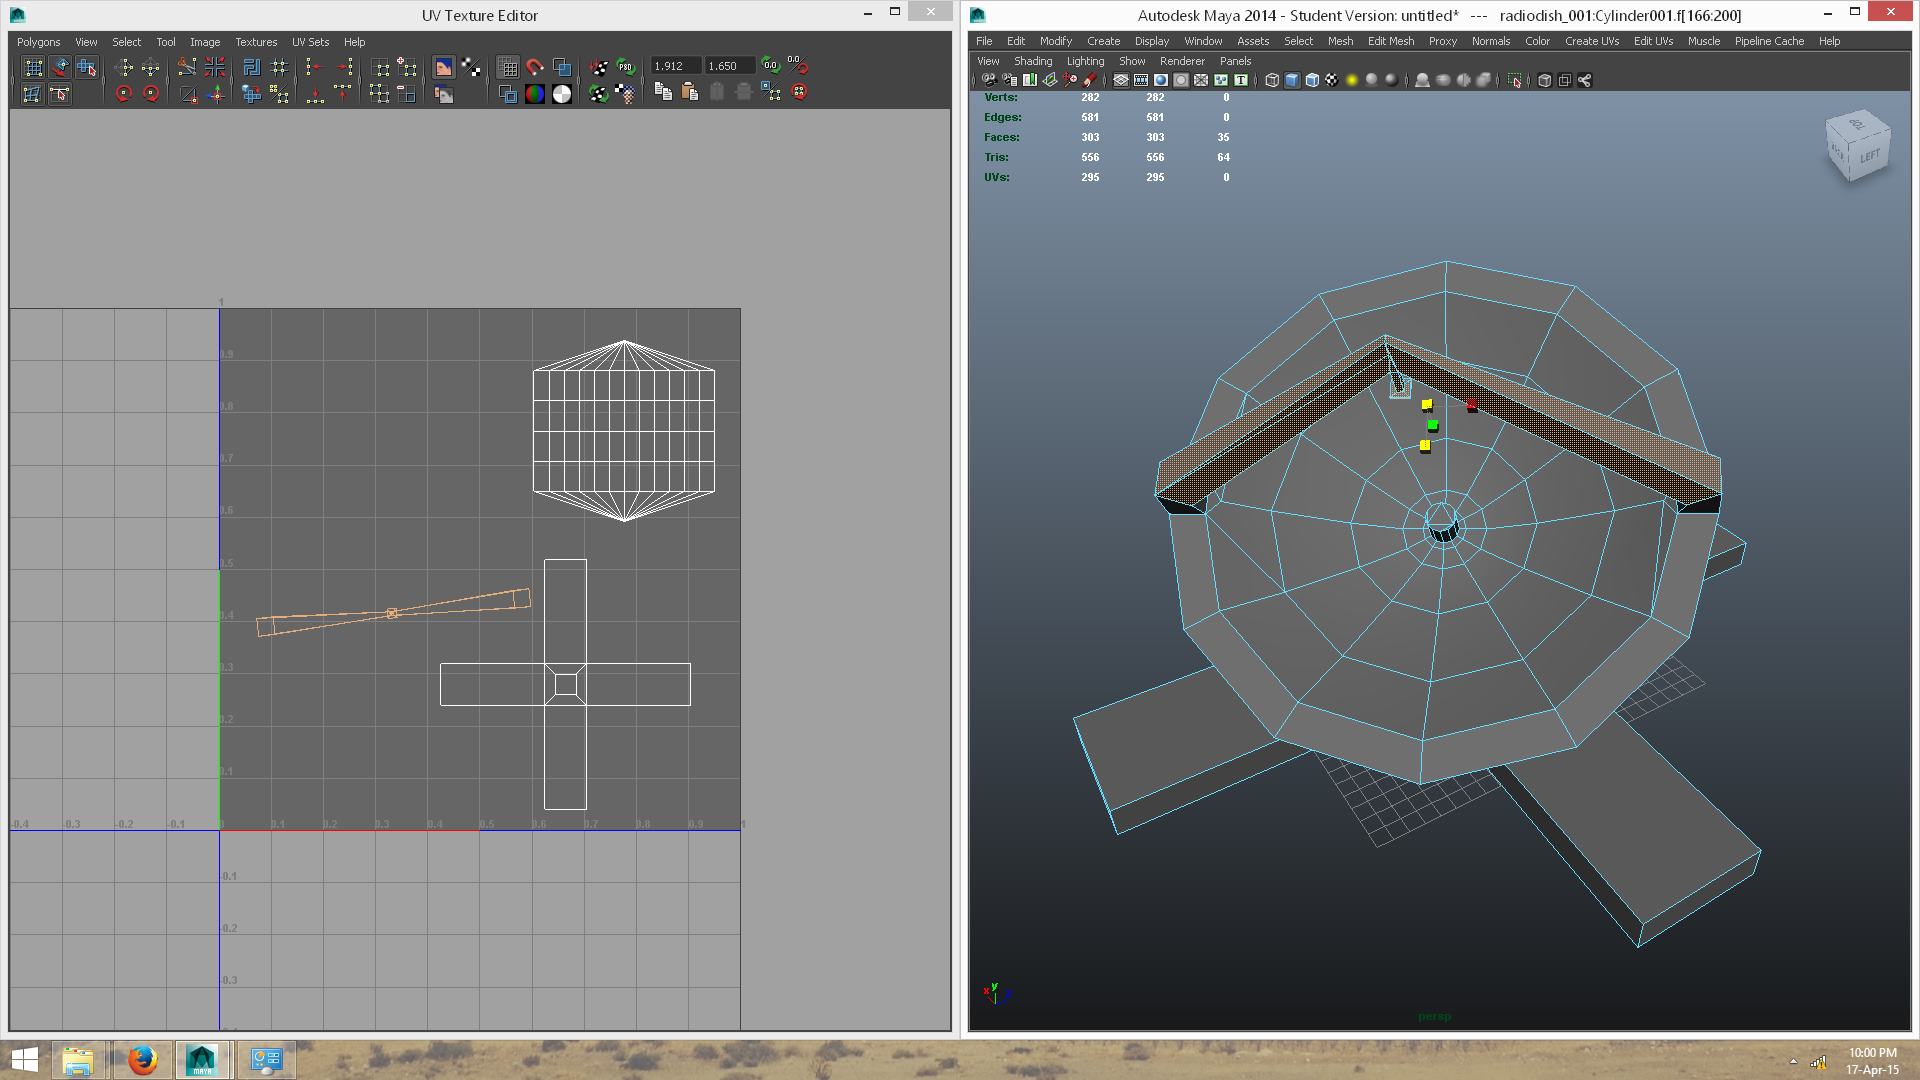 UV Texture Editor
Polygons View Select Tool Image Textures UV Sets Help
1.912 1.650
1
0.9
0.8
0.7
0.6
0.5
0.4
0.3
0.2
0.1
-0.4 -0.3 -0.2 -0.1 0.1 0.2 0.3 0.4 0.5 0.6 0.7 0.8 0.9 1
-0.1
-0.2
-0.3
Autodesk Maya 2014 - Student Version: untitled* --- radiodish_001:Cylinder001.f[166:200]
File Edit Modify Create Display Window Assets Select Mesh Edit Mesh Proxy Normals Color Create UVs Edit UVs Muscle Pipeline Cache Help
View Shading Lighting Show Renderer Panels
Verts: 282 282 0
Edges: 581 581 0
Faces: 303 303 35
Tris: 556 556 64
UVs: 295 295 0
TOP
BACK LEFT
y
x z
persp
MAYA
10:00 PM
17-Apr-15